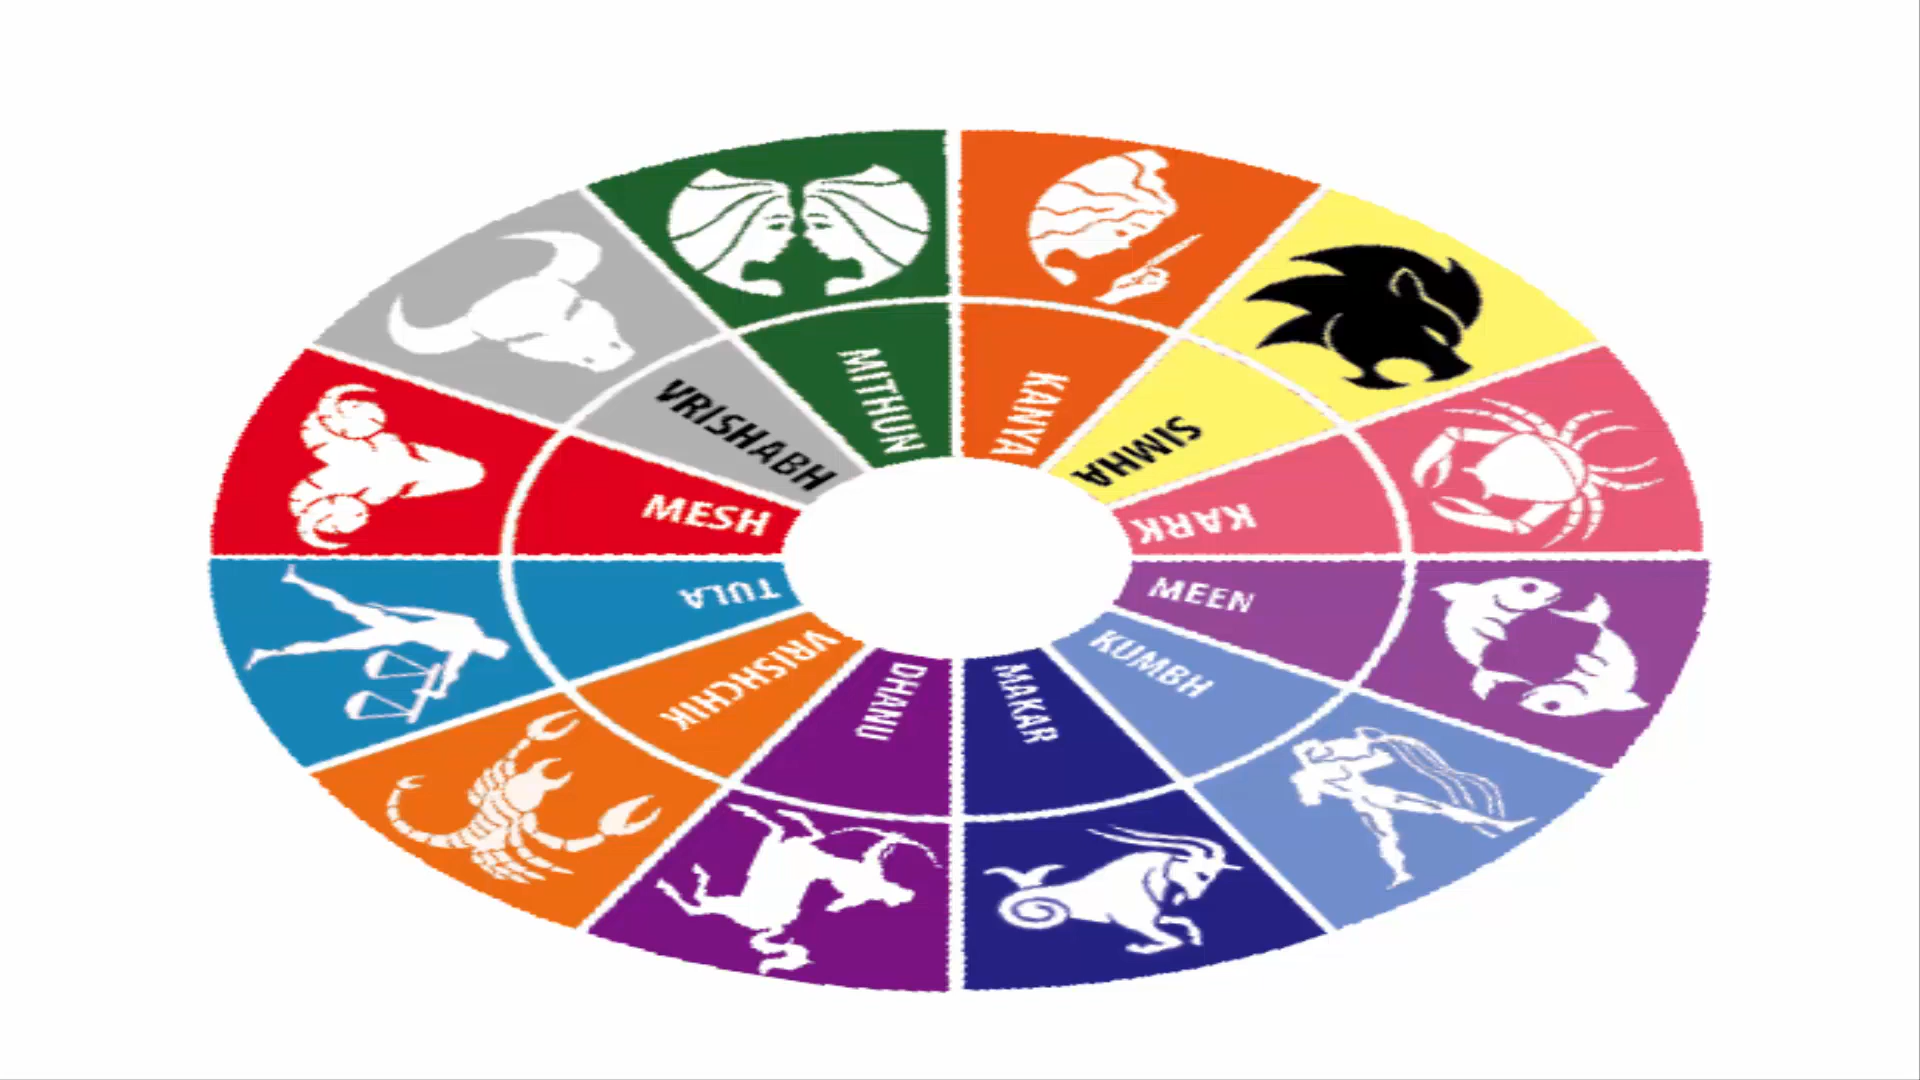 MITHUN
KANYA
SIMHA
KARK
MEEN
KUMBH
MAKAR
DHANU
VRISHCHIK
TULA
MESH
VRISHABH